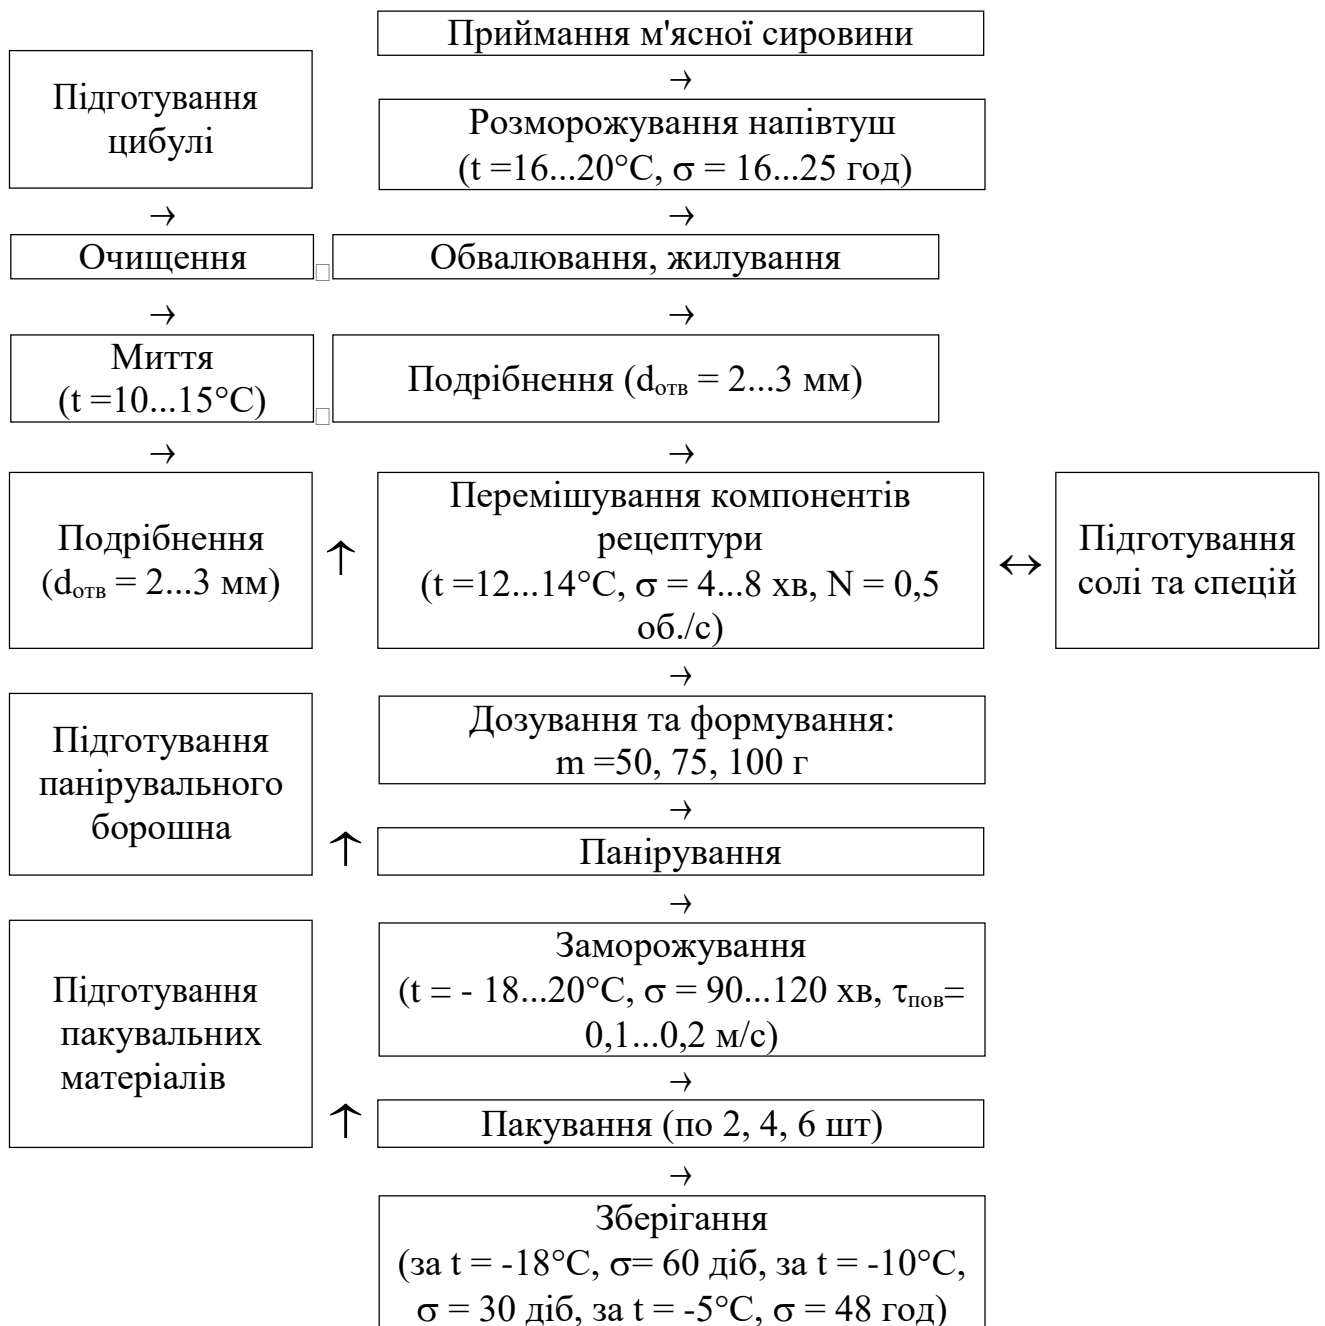 Приймання м'ясної сировини
→
Підготування
цибулі
Розморожування напівтуш
(t =16...20°C, σ = 16...25 год)
→
→
Очищення
Обвалювання, жилування
→
→
Миття
(t =10...15°C)
Подрібнення (dотв = 2...3 мм)
→
→
Подрібнення
(dотв = 2...3 мм)
↑
Перемішування компонентів
рецептури
(t =12...14°C, σ = 4...8 хв, N = 0,5
об./с)
↔
Підготування
солі та спецій
→
Підготування
панірувального
борошна
Дозування та формування:
m =50, 75, 100 г
→
↑
Панірування
→
Підготування
пакувальних
матеріалів
Заморожування
(t = - 18...20°C, σ = 90...120 хв, τпов=
0,1...0,2 м/с)
→
↑
Пакування (по 2, 4, 6 шт)
→
Зберігання
(за t = -18°C, σ= 60 діб, за t = -10°C,
σ = 30 діб, за t = -5°C, σ = 48 год)